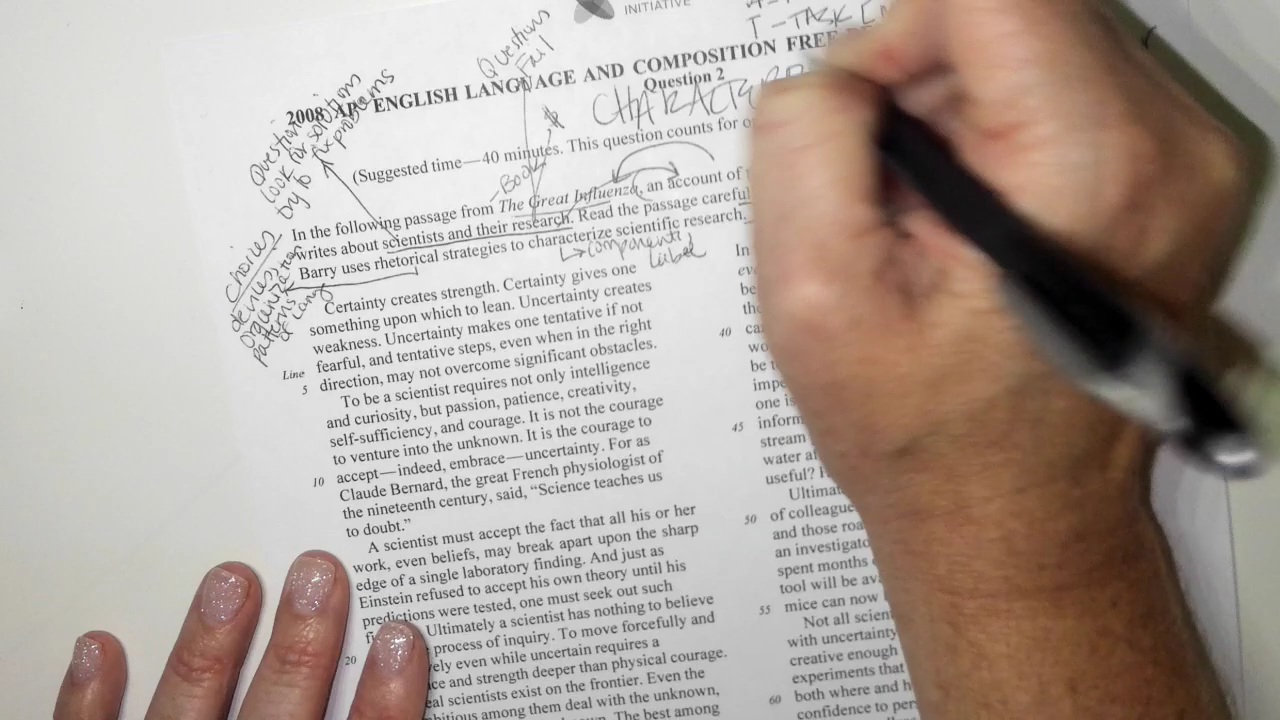 INITIATIVE
T - TASK
2008 AP® ENGLISH LANGUAGE AND COMPOSITION FREE
Question 2
CHARACTER
Questions
Fail
Questions
look for solutions
try to fix problems
(Suggested time—40 minutes. This question counts for
Book
In the following passage from The Great Influenza, an account of
writes about scientists and their research. Read the passage careful
Barry uses rhetorical strategies to characterize scientific research.
components
Label
Choices
devices
organization
patterns
of lang
Certainty creates strength. Certainty gives one
something upon which to lean. Uncertainty creates
weakness. Uncertainty makes one tentative if not
fearful, and tentative steps, even when in the right
Line
5 direction, may not overcome significant obstacles.
To be a scientist requires not only intelligence
and curiosity, but passion, patience, creativity,
self-sufficiency, and courage. It is not the courage
to venture into the unknown. It is the courage to
10 accept—indeed, embrace—uncertainty. For as
Claude Bernard, the great French physiologist of
the nineteenth century, said, “Science teaches us
to doubt.”
A scientist must accept the fact that all his or her
work, even beliefs, may break apart upon the sharp
edge of a single laboratory finding. And just as
Einstein refused to accept his own theory until his
predictions were tested, one must seek out such
Ultimately a scientist has nothing to believe
20 process of inquiry. To move forcefully and
ely even while uncertain requires a
ce and strength deeper than physical courage.
eal scientists exist on the frontier. Even the
bitious among them deal with the unknown,
The best among
In
ev
be
th
40 ca
wo
be t
impe
one is
45 inform
stream
water a
useful?
Ultimat
50 of colleague
and those roa
an investigato
spent months
tool will be av
55 mice can now
Not all scien
with uncertainty
creative enough
experiments that
60 both where and h
confidence to per